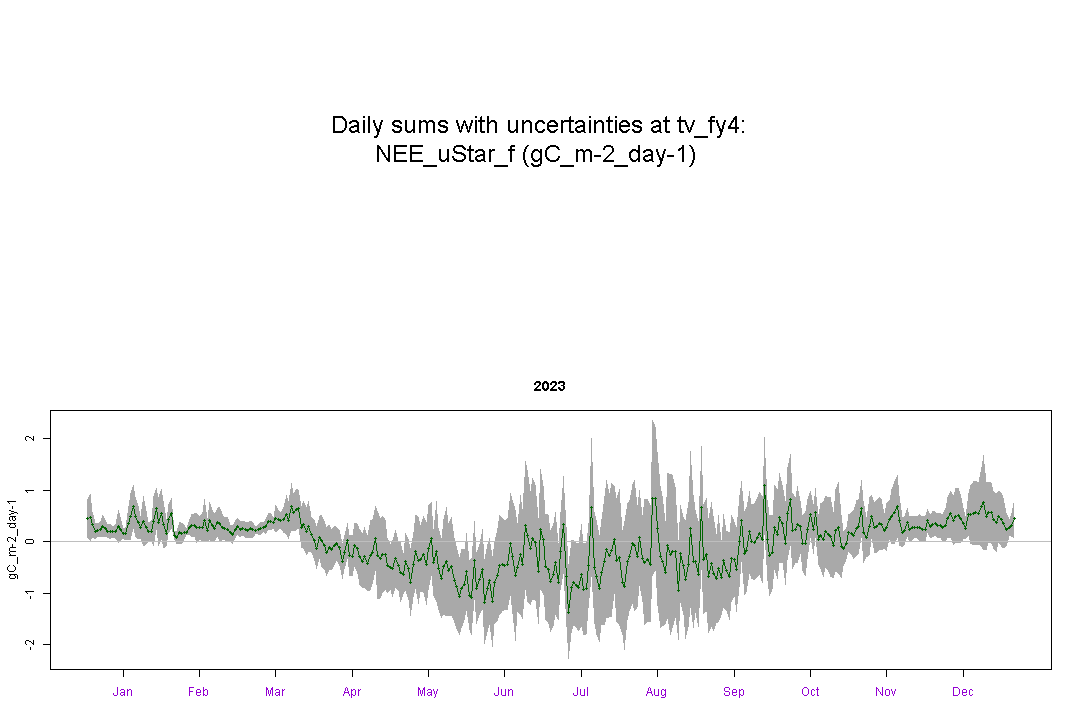 Daily sums with uncertainties at tv_fy4:
NEE_uStar_f (gC_m-2_day-1)
2023
gC_m-2_day-1
2
1
0
-1
-2
Jan Feb Mar Apr May Jun Jul Aug Sep Oct Nov Dec